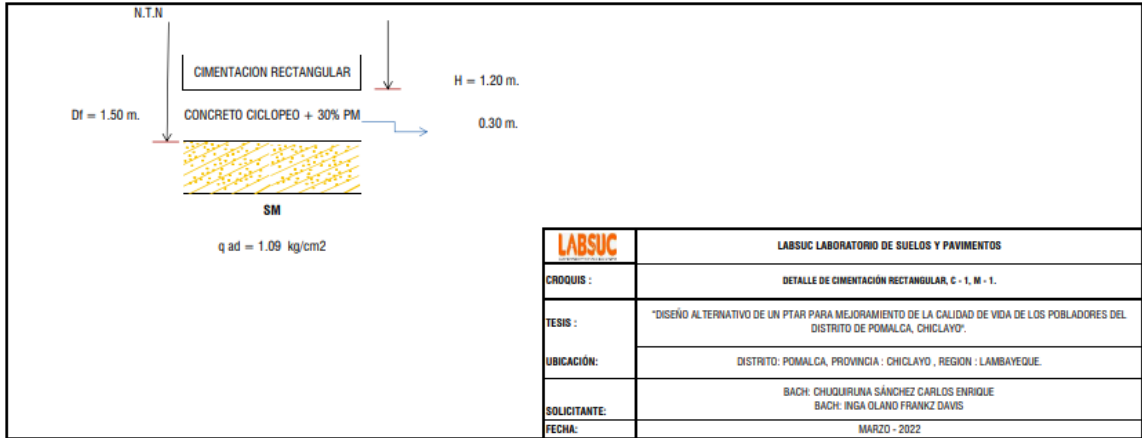 N.T.N
CIMENTACION RECTANGULAR
H = 1.20 m.
Df = 1.50 m.
CONCRETO CICLOPEO + 30% PM
0.30 m.
SM
q ad = 1.09 kg/cm2
LABSUC
LABSUC LABORATORIO DE SUELOS Y PAVIMENTOS
CROQUIS :
DETALLE DE CIMENTACIÓN RECTANGULAR, C - 1, M - 1.
TESIS :
"DISEÑO ALTERNATIVO DE UN PTAR PARA MEJORAMIENTO DE LA CALIDAD DE VIDA DE LOS POBLADORES DEL
DISTRITO DE POMALCA, CHICLAYO".
UBICACIÓN:
DISTRITO: POMALCA, PROVINCIA : CHICLAYO , REGION : LAMBAYEQUE.
SOLICITANTE:
BACH: CHUQUIRUNA SÁNCHEZ CARLOS ENRIQUE
BACH: INGA OLANO FRANKZ DAVIS
FECHA:
MARZO - 2022